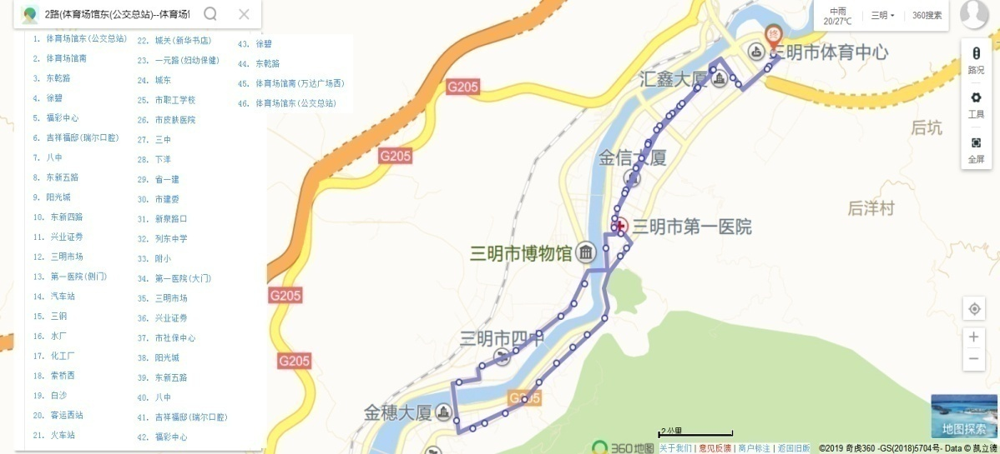 2路(体育场馆东(公交总站)--体育场
1. 体育场馆东(公交总站)
2. 体育场馆南
3. 东乾路
4. 徐碧
5. 福彩中心
6. 吉祥福邸(瑞尔口腔)
7. 八中
8. 东新五路
9. 阳光城
10. 东新四路
11. 兴业证券
12. 三明市场
13. 第一医院(侧门)
14. 汽车站
15. 三钢
16. 水厂
17. 化工厂
18. 索桥西
19. 白沙
20. 客运西站
21. 火车站
22. 城关(新华书店)
23. 一元路(妇幼保健)
24. 城东
25. 市职工学校
26. 市皮肤医院
27. 三中
28. 下洋
29. 省一建
30. 市建委
31. 新泉路口
32. 列东中学
33. 附小
34. 第一医院(大门)
35. 三明市场
36. 兴业证券
37. 市社保中心
38. 阳光城
39. 东新五路
40. 八中
41. 吉祥福邸(瑞尔口腔)
42. 福彩中心
43. 徐碧
44. 东乾路
45. 体育场馆南(万达广场西)
46. 体育场馆东(公交总站)
中雨
20/27℃
三明
360搜索
路况
工具
全屏
终
三明市体育中心
汇鑫大厦
G205
后坑
G205
金信大厦
后洋村
三明市第一医院
三明市博物馆
G205
三明市四中
G205
G205
金穗大厦
地图探索
2公里
360地图
关于我们 | 意见反馈 | 商户标注 | 返回旧版
©2019 奇虎360 -GS(2018)5704号- Data © 凯立德